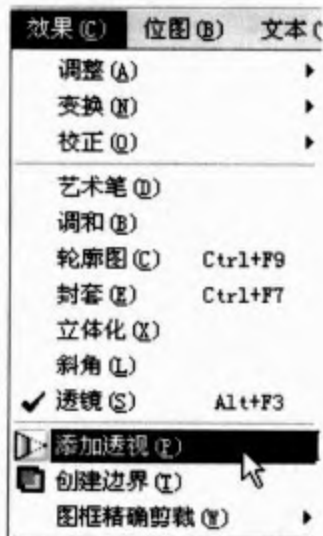 效果(C) 位图(B) 文本(
调整(A)
变换(N)
校正(O)
艺术笔(D)
调和(B)
轮廓图(C) Ctrl+F9
封套(E) Ctrl+F7
立体化(X)
斜角(L)
透镜(S) Alt+F3
添加透视(P)
创建边界(T)
图框精确剪裁(W)